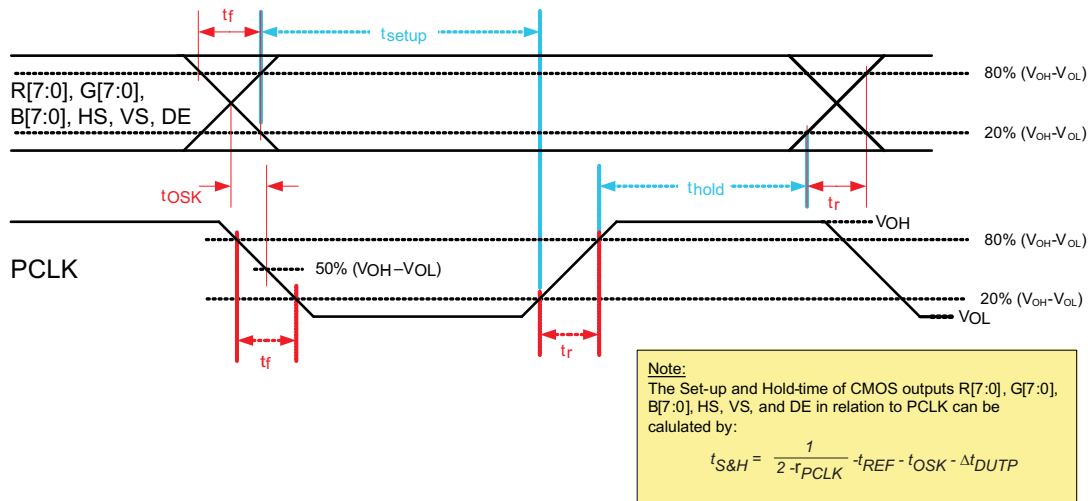 tf
tsetup
R[7:0], G[7:0],
B[7:0], HS, VS, DE
80% (VOH-VOL)
20% (VOH-VOL)
tOSK
thold
tr
VOH
80% (VOH-VOL)
PCLK
50% (VOH–VOL)
20% (VOH-VOL)
VOL
tf
tr
Note:
The Set-up and Hold-time of CMOS outputs R[7:0], G[7:0],
B[7:0], HS, VS, and DE in relation to PCLK can be
calulated by:
tS&H = 1 / 2 -rPCLK -tREF - tOSK - ΔtDUTP